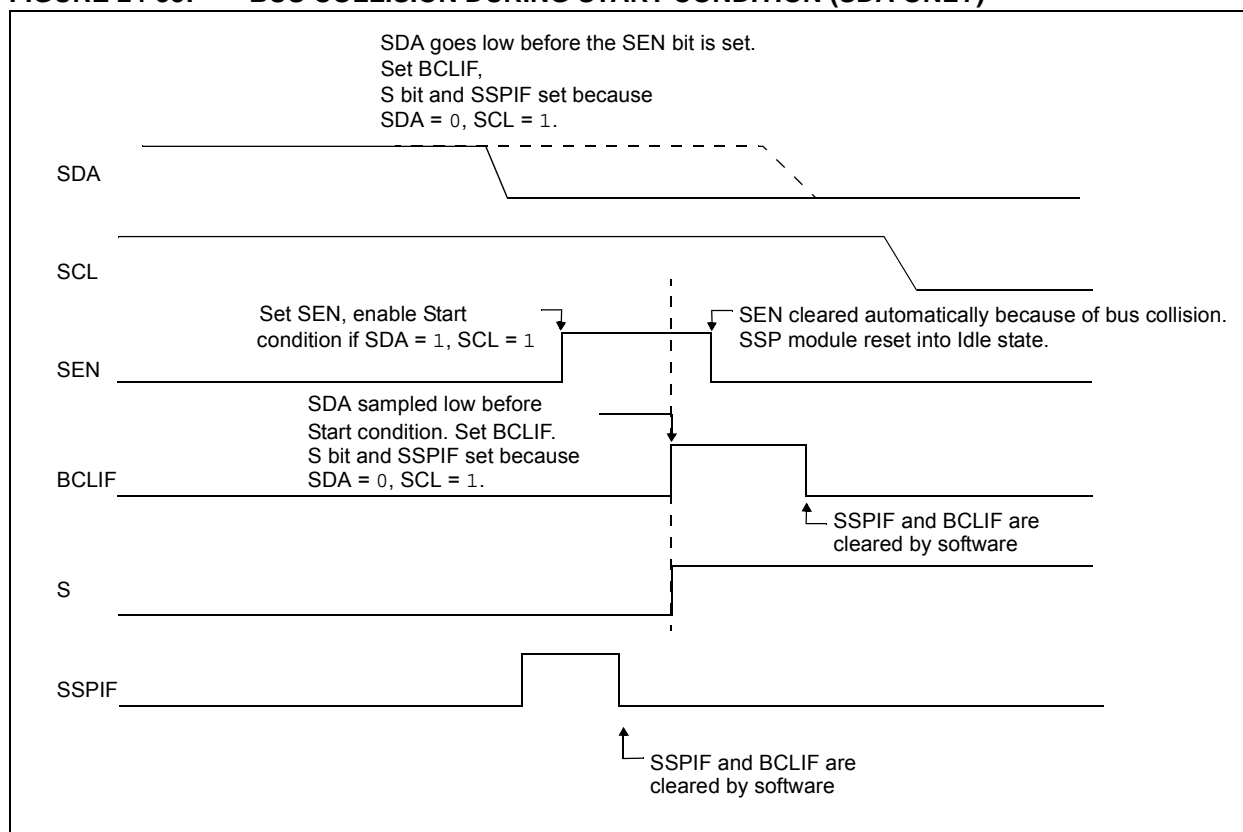 SDA goes low before the SEN bit is set.
Set BCLIF,
S bit and SSPIF set because
SDA = 0, SCL = 1.
SDA
SCL
Set SEN, enable Start
condition if SDA = 1, SCL = 1
SEN cleared automatically because of bus collision.
SSP module reset into Idle state.
SEN
SDA sampled low before
Start condition. Set BCLIF.
S bit and SSPIF set because
SDA = 0, SCL = 1.
BCLIF
SSPIF and BCLIF are
cleared by software
S
SSPIF
SSPIF and BCLIF are
cleared by software